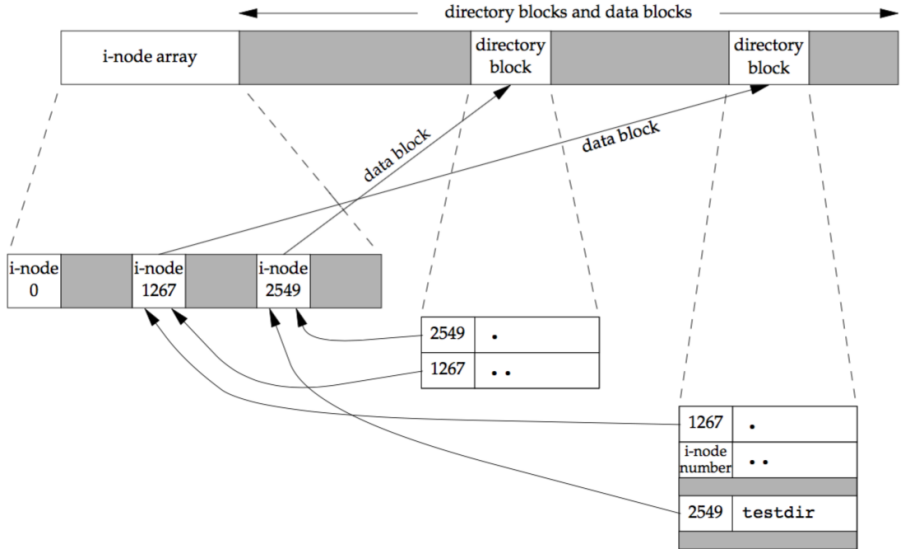 directory blocks and data blocks
i-node array
directory
block
directory
block
data block
data block
i-node
0
i-node
1267
i-node
2549
2549 .
1267 ..
1267 .
i-node
number ..
2549 testdir